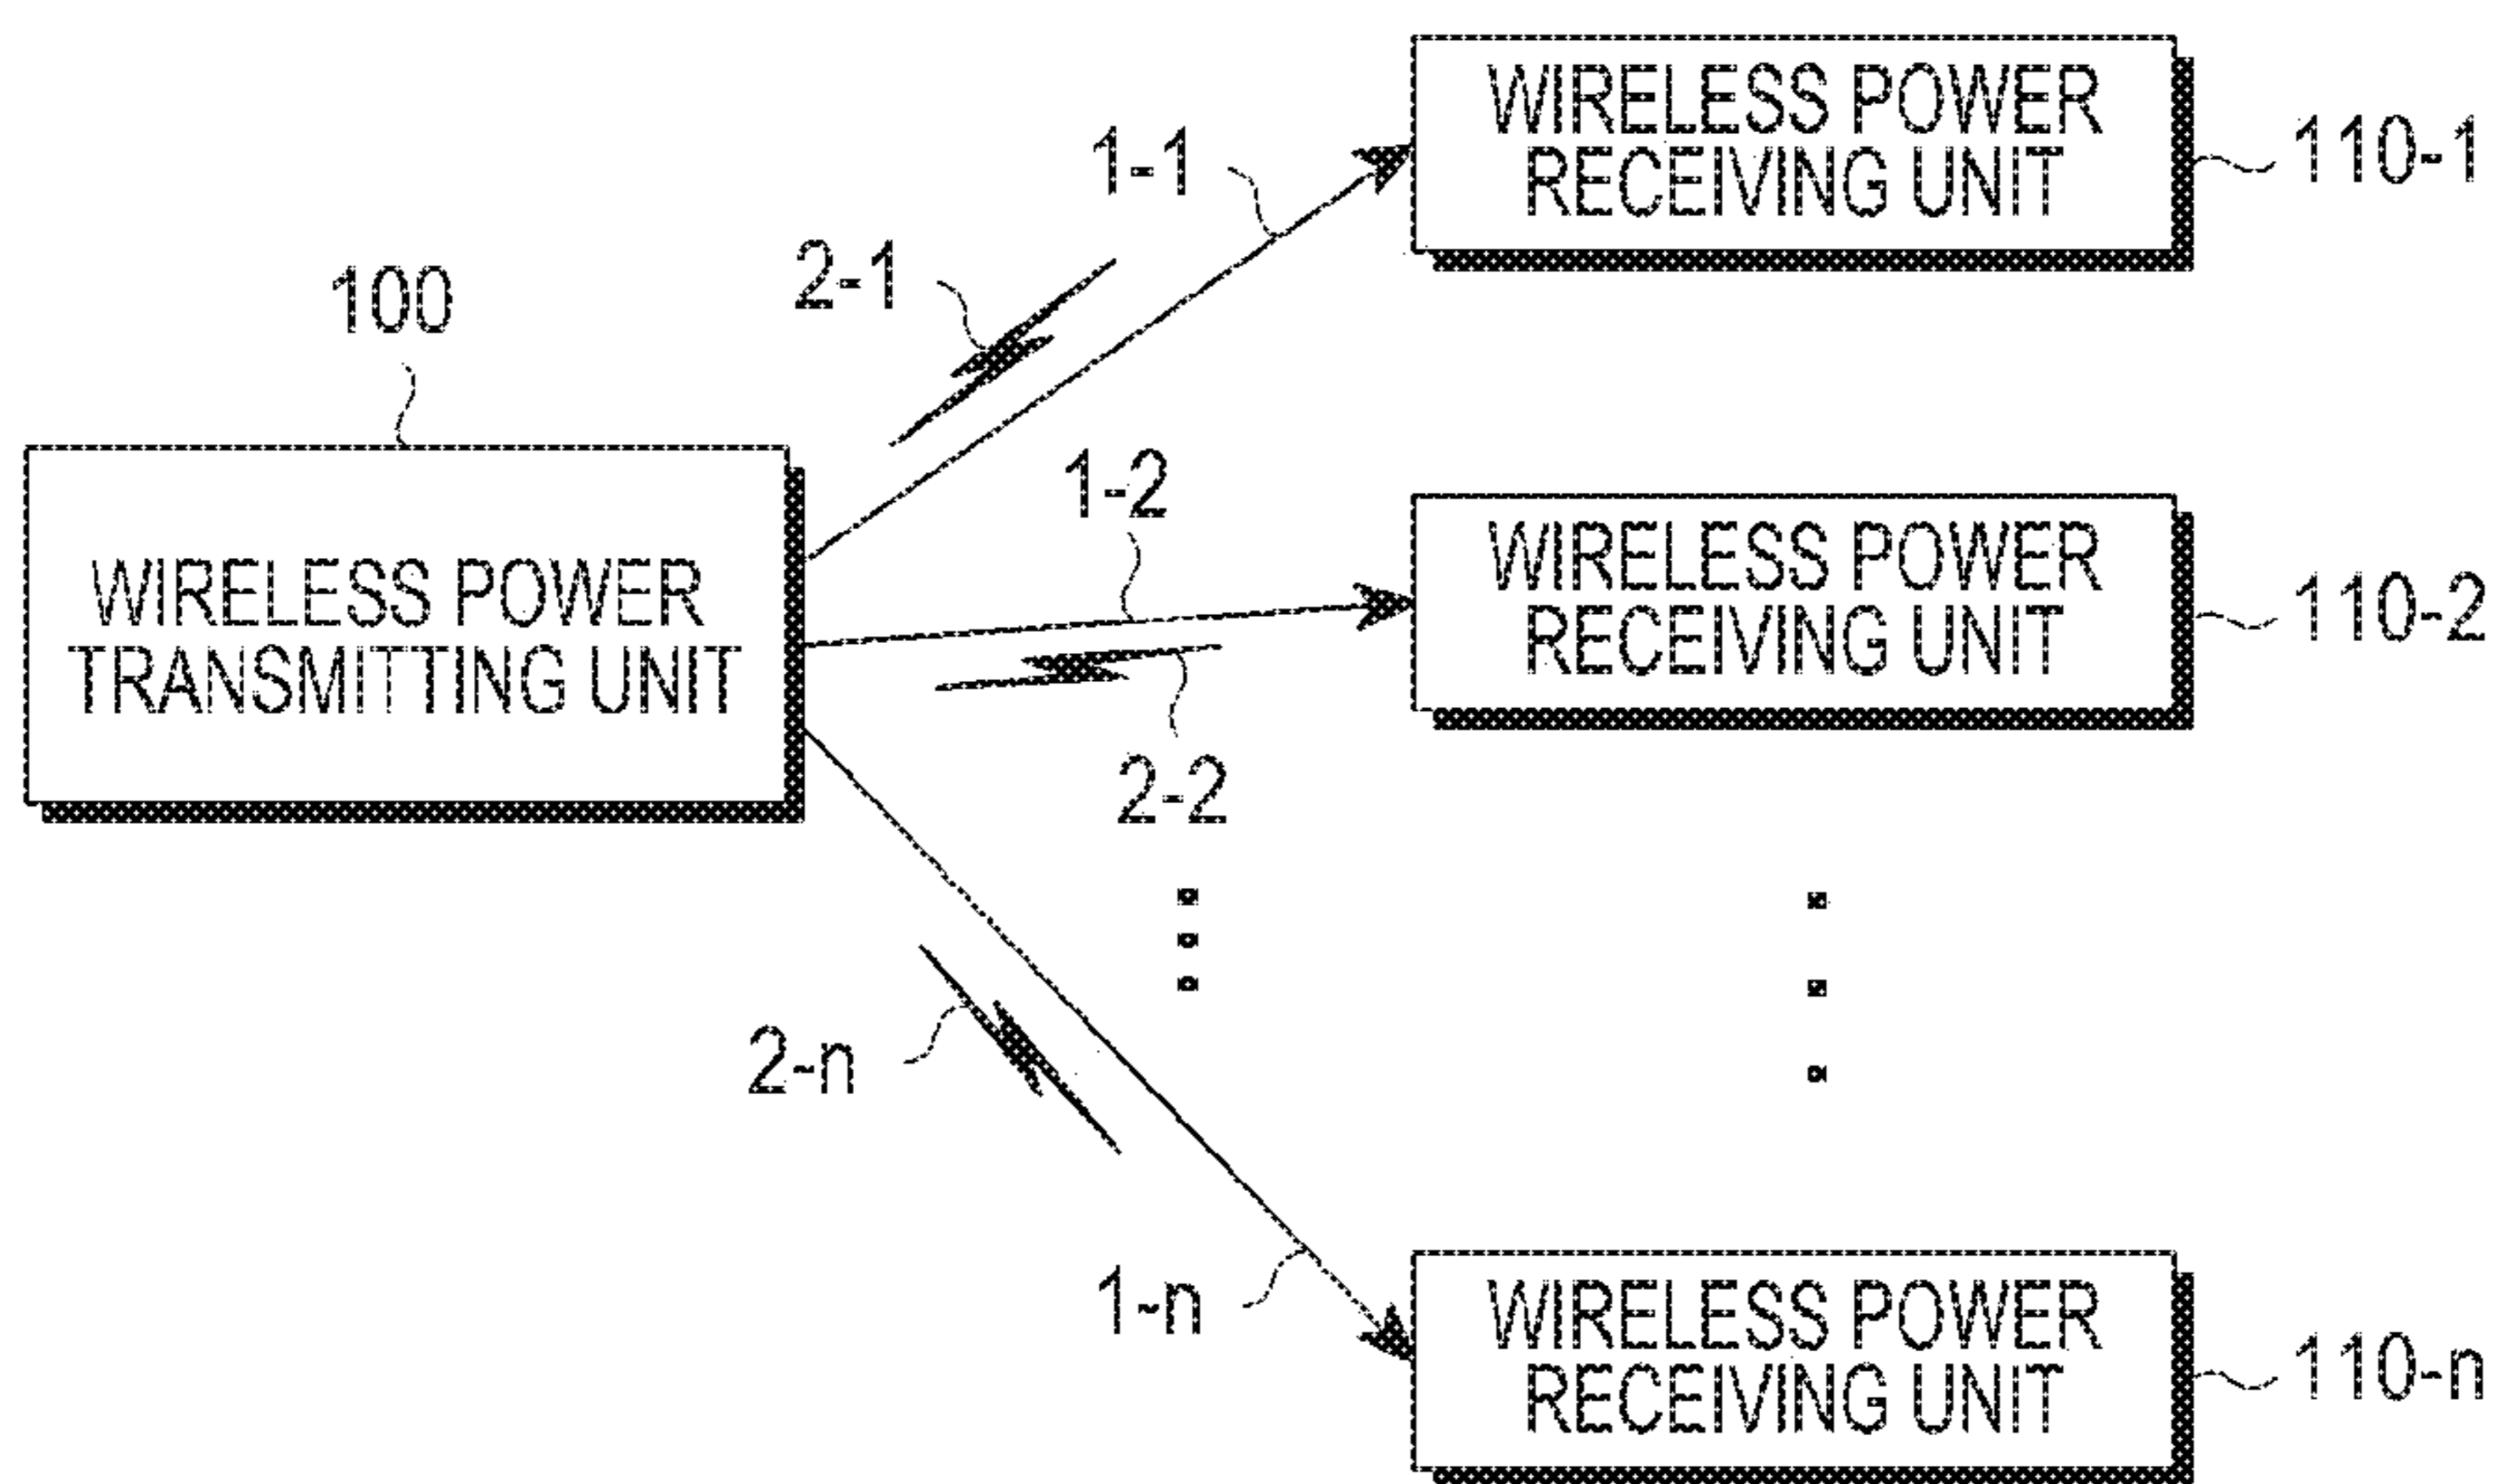 WIRELESS POWER
RECEIVING UNIT
110-1
1-1
2-1
100
1-2
WIRELESS POWER
RECEIVING UNIT
110-2
WIRELESS POWER
TRANSMITTING UNIT
2-2
2-n
1-n
WIRELESS POWER
RECEIVING UNIT
110-n